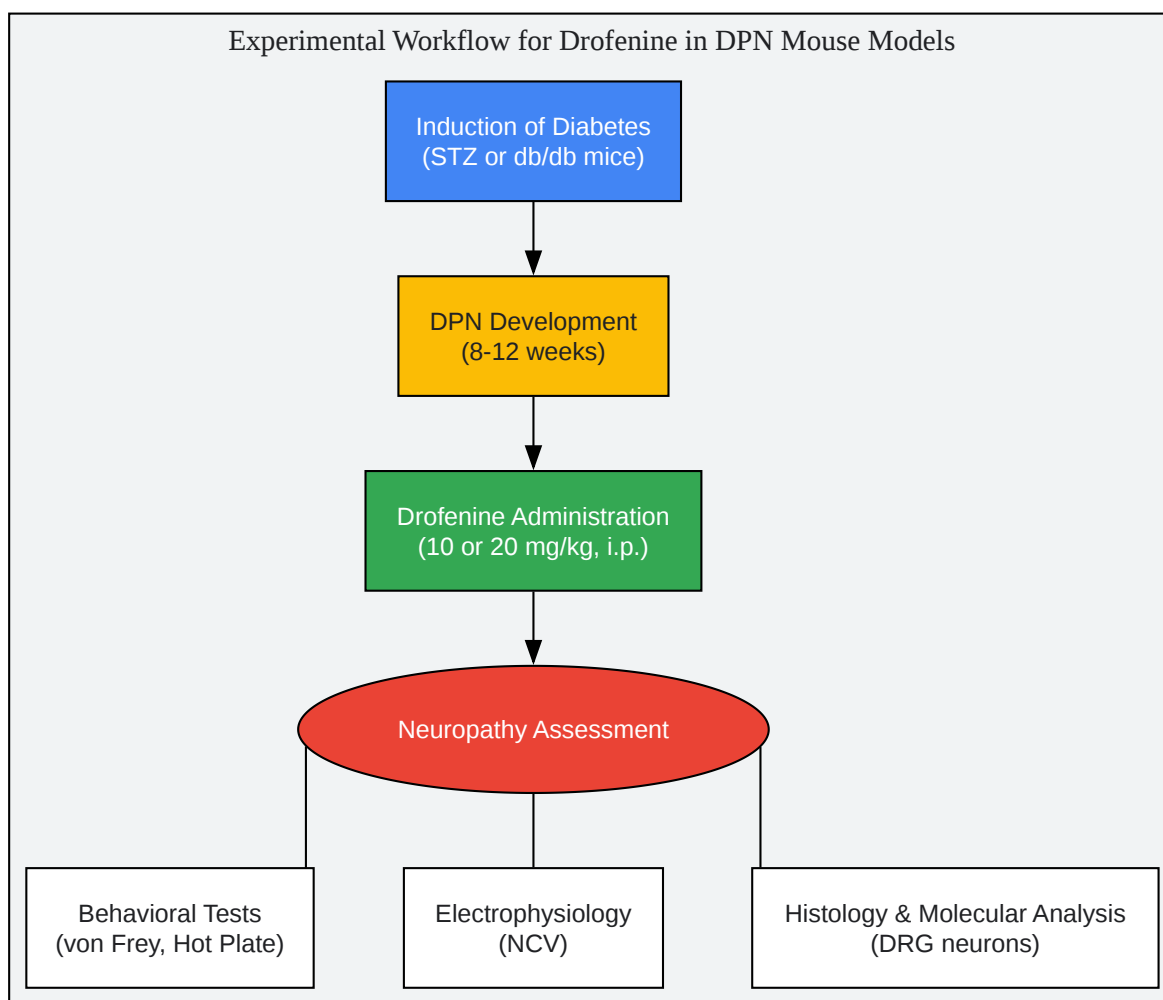 Experimental Workflow for Drofenine in DPN Mouse Models
Induction of Diabetes
(STZ or db/db mice)
DPN Development
(8-12 weeks)
Drofenine Administration
(10 or 20 mg/kg, i.p.)
Neuropathy Assessment
Behavioral Tests
(von Frey, Hot Plate)
Electrophysiology
(NCV)
Histology & Molecular Analysis
(DRG neurons)